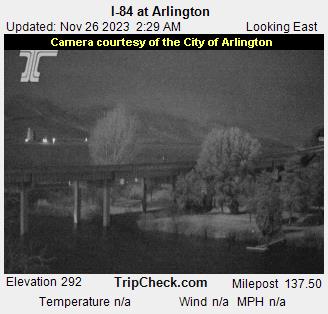 I-84 at Arlington
Updated: Nov 26 2023 2:29 AM Looking East
Camera courtesy of the City of Arlington
Elevation 292 TripCheck.com Milepost 137.50
Temperature n/a Wind n/a MPH n/a